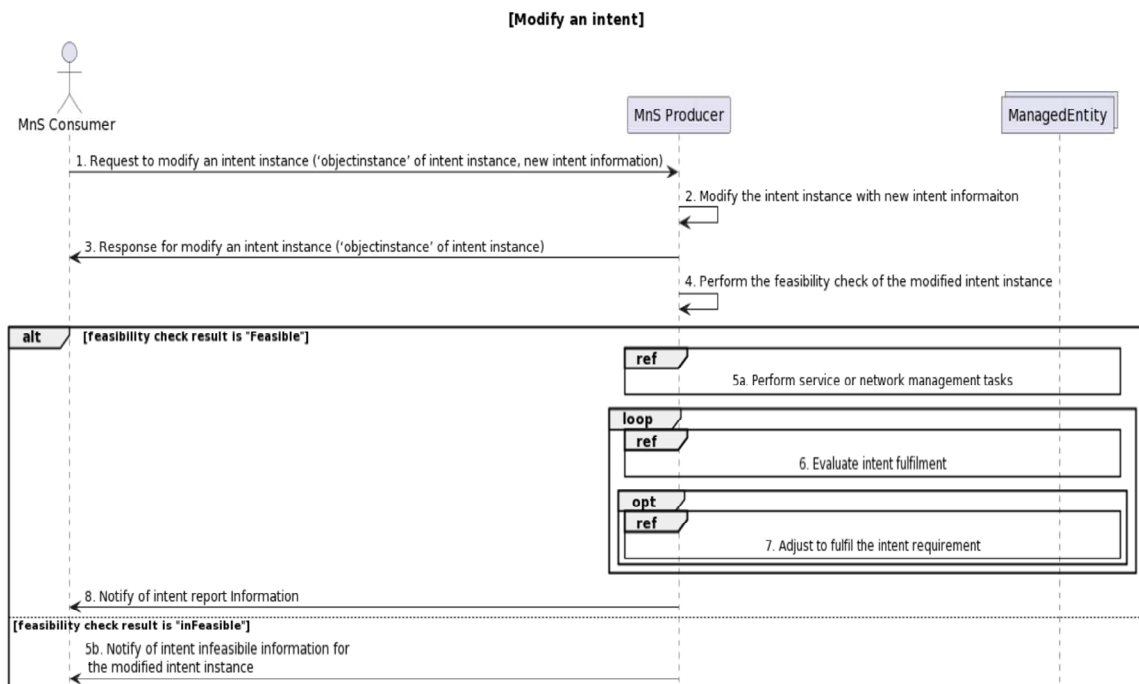 [Modify an intent]
MnS Consumer
MnS Producer
ManagedEntity
1. Request to modify an intent instance (‘objectinstance’ of intent instance, new intent information)
2. Modify the intent instance with new intent informaiton
3. Response for modify an intent instance (‘objectinstance’ of intent instance)
4. Perform the feasibility check of the modified intent instance
alt
[feasibility check result is "Feasible"]
ref
5a. Perform service or network management tasks
loop
ref
6. Evaluate intent fulfilment
opt
ref
7. Adjust to fulfil the intent requirement
8. Notify of intent report Information
[feasibility check result is "inFeasible"]
5b. Notify of intent infeasibile information for
the modified intent instance